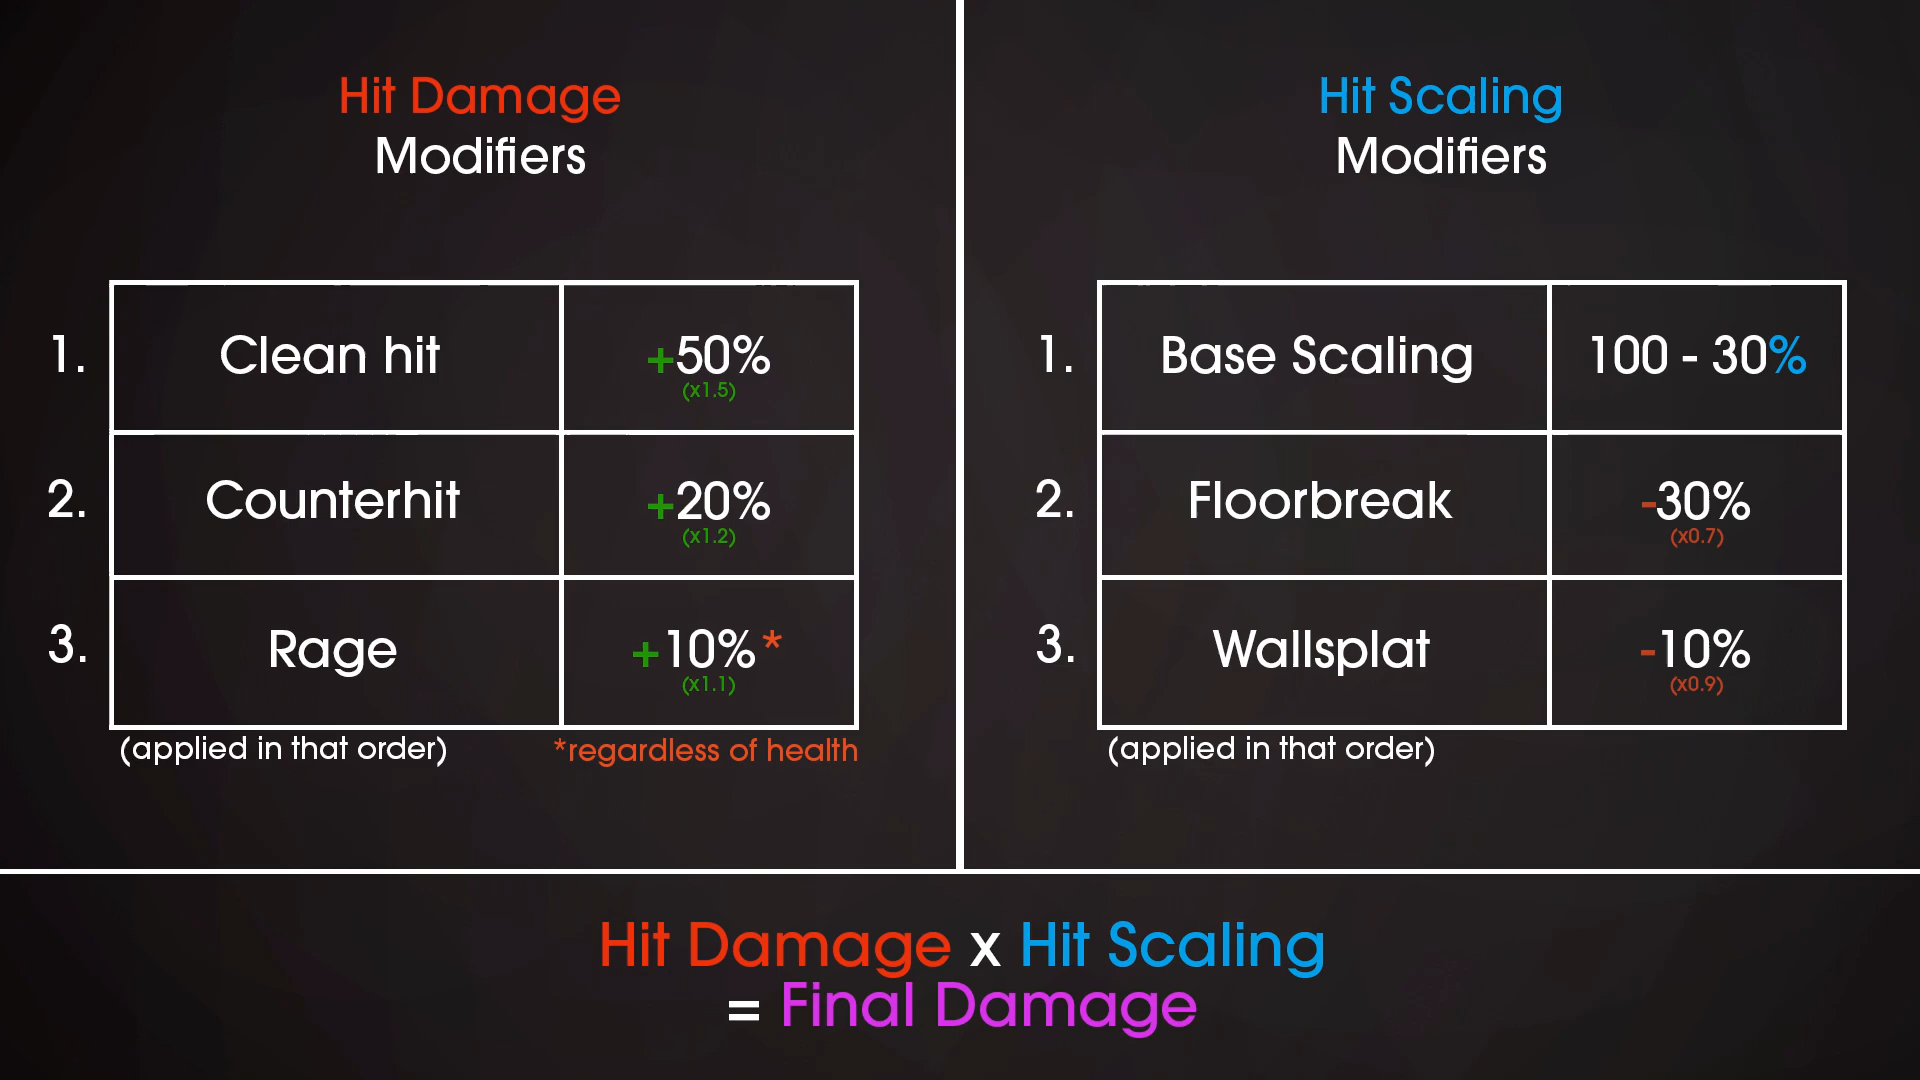 Hit Damage
Modifiers
1. Clean hit +50%
(x1.5)
2. Counterhit +20%
(x1.2)
3. Rage +10%*
(x1.1)
(applied in that order) *regardless of health
Hit Scaling
Modifiers
1. Base Scaling 100 - 30%
2. Floorbreak -30%
(x0.7)
3. Wallsplat -10%
(x0.9)
(applied in that order)
Hit Damage x Hit Scaling
= Final Damage